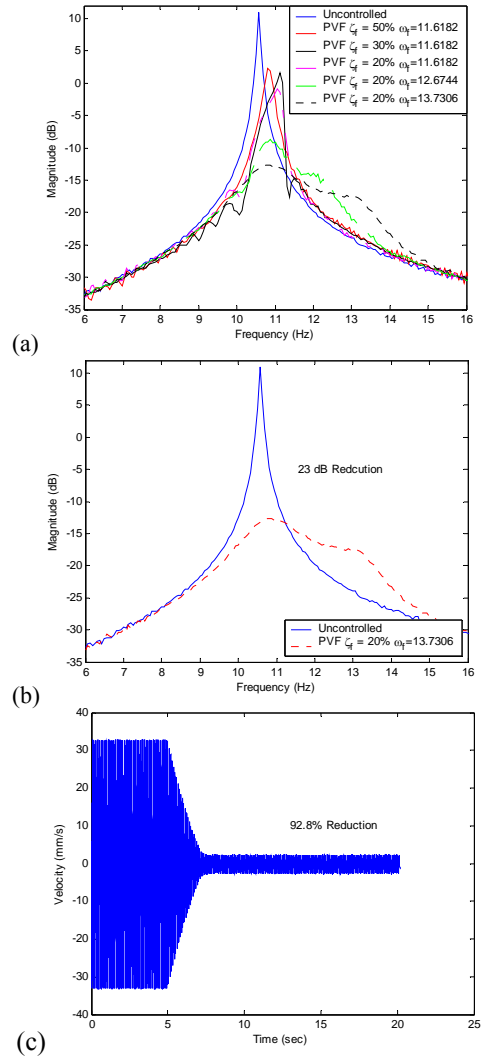 10
5
0
-5
-10
-15
-20
-25
-30
-35
Magnitude (dB)
Uncontrolled
PVF ζf = 50% ωf=11.6182
PVF ζf = 30% ωf=11.6182
PVF ζf = 20% ωf=11.6182
PVF ζf = 20% ωf=12.6744
PVF ζf = 20% ωf=13.7306
6 7 8 9 10 11 12 13 14 15 16
Frequency (Hz)
(a)
10
5
0
-5
-10
-15
-20
-25
-30
-35
Magnitude (dB)
23 dB Redcution
Uncontrolled
PVF ζf = 20% ωf=13.7306
6 7 8 9 10 11 12 13 14 15 16
Frequency (Hz)
(b)
40
30
20
10
0
-10
-20
-30
-40
Velocity (mm/s)
92.8% Reduction
0 5 10 15 20 25
Time (sec)
(c)